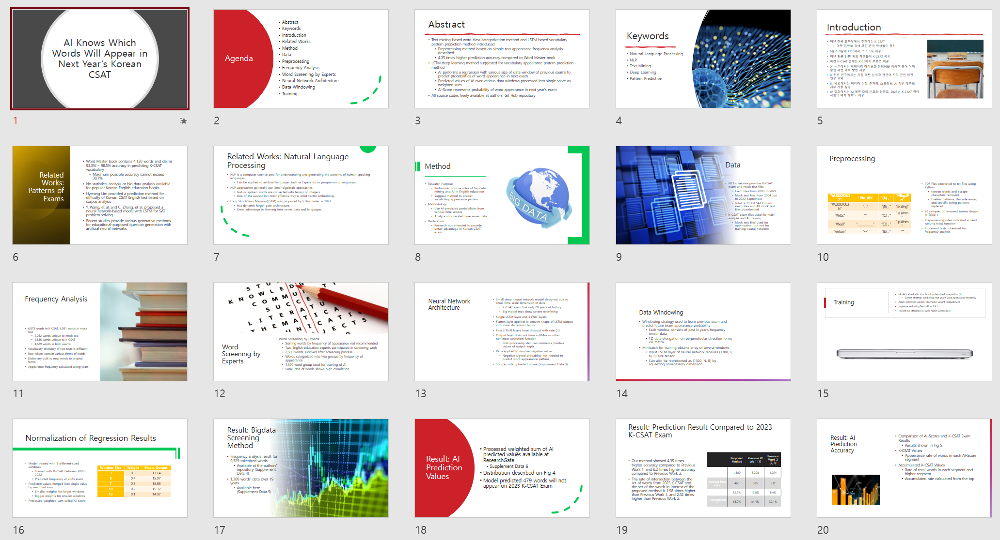 AI Knows Which
Words Will Appear in
Next Year's Korean
CSAT
1
Agenda
• Abstract
• Keywords
• Introduction
• Related Works
• Method
• Data
• Preprocessing
• Frequency Analysis
• Word Screening by Experts
• Neural Network Architecture
• Data Windowing
• Training
2
Abstract
• Text-mining-based word class categorization method and LSTM-based vocabulary
pattern prediction method introduced
• Preprocessing method based on simple text appearance frequency analysis
described
• 4.35 times higher prediction accuracy compared to Word Master book
• LSTM deep learning method suggested for vocabulary appearance pattern prediction
method
• AI performs a regression with various size of data window of previous exams to
predict probabilities of word appearance in next exam
• Predicted values of AI over various data windows processed into single score as
weighted sum
• AI-Score represents probability of word appearance in next year's exam
• All source codes freely available at authors' Git Hub repository
3
Keywords
• Natural Language Processing
• NLP
• Text Mining
• Deep Learning
• Pattern Prediction
4
Introduction
• 매년 한국 교육부에서 주관하는 K-CSAT
• 대학 입학을 위해 모든 한국 학생들이 응시
• 6월과 9월에 KICE에서 모의고사 제공
• 매년 평균 51만 명의 학생들이 K-CSAT 응시
• 이전 K-CSAT 문제는 KICE에서 무료로 제공
• 본 논문에서는 빅데이터 마이닝과 딥러닝을 이용한 영어 어휘
출현 패턴 예측 방법 제공
• II. 관련 연구에서는 시험 패턴 분석과 자연어 처리 관련 이전
연구 요약
• III. 방법에서는 데이터 수집, 전처리, 스크리닝, AI 기반 예측의
세부 사항 설명
• IV. 결과에서는 AI 예측 값의 분포와 정확도, 2023년 K-CSAT 영어
시험의 예측 정확도 제공
5
Related
Works:
Patterns of
Exams
• Word Master book contains 4,138 words and claims
93.3% ~ 98.5% accuracy in predicting K-CSAT
vocabulary
• Maximum possible accuracy cannot exceed
38.7%
• No statistical analysis or big data analysis available
for popular Korean English education books
• Hyerang Lim provided a prediction method for
difficulty of Korean CSAT English test based on
corpus analysis
• Y. Wang, et al. and C. Zhang, et al. proposed a
neural network-based model with LSTM for SAT
problem solving
• Recent studies provide various generative methods
for educational-purposed question generation with
artificial neural networks
6
Related Works: Natural Language
Processing
• NLP is a computer-science area for understanding and generating the patterns of human-speaking
languages.
• Can be applied to artificial languages such as Esperanto or programming languages.
• NLP approaches generally use linear algebraic approaches.
• Text or spoken words are converted into tensor of integers.
• One of the easiest but most effective way is word vector embedding.
• Long Short-Term Memory(LSTM) was proposed by S.Hochreiter in 1997.
• Has dynamic forget gate architecture.
• Great advantage in learning time-series data and languages.
7
Method
• Research Purpose
• Rediscover positive roles of big data
mining and AI in English education
• Suggest method to predict
vocabulary appearance pattern
• Methodology
• Use AI-predicted probabilities from
various time scopes
• Analyze short-scaled time series data
• Declaration
• Research not intended to provide
unfair advantage in Korean CSAT
exam
BIG DATA
8
Data
• KICE's website provides K-CSAT
exam and mock test files
• Exam files from 2003 to 2022
• Mock test files from 2004 Jun
to 2022 September
• Total of 21 K-CSAT English
exam files and 40 mock test
files downloaded
• K-CSAT exam files used for main
analysis and AI training
• Mock test files used for
optimization but not for
training neural networks
9
Preprocessing
"(A) , "
"(B) , "
"(C) , "
"(D) , "
"/return" "(E) , "
• PDF files converted to txt files using
Python
• Korean words and escape
characters removed
• Useless patterns, Unicode errors,
and specific string patterns
replaced
• 20 samples of removed tokens shown
in Table 1
• Preprocessing rules indicated in read
sunung txts() function
• Processed texts tokenized for
frequency analysis
10
Frequency Analysis
• 6,575 words in K-CSAT, 6,951 words in mock
test
• 2,262 words unique to mock test
• 1,886 words unique to K-CSAT
• 4,689 words in both exams
• Vocabulary tendency of two tests is different
• Raw tokens contain various forms of words
• Dictionary built to map words to original
forms
• Appearance frequency calculated along years
11
KNOWLEDG
COMMU
SUCCE
LITERATU
THEMATICA
Word
Screening by
Experts
• Word Screening by Experts
• Sorting words by frequency of appearance not recommended
• Two English education experts participated in screening work
• 2,500 words survived after screening process
• Words categorized into two groups by frequency of
appearance
• 1,300 word group used for training of AI
• Small rate of words shows high correlation
12
Neural Network
Architecture
• Small deep neural network model designed due to
small time-scale dimension of data
• K-CSAT exam has only 20 years of history
• Big model may show severe overfitting
• Single LSTM layer and 3 FNN layers
• Flatten layer applied to convert shape of LSTM output
into lower dimension tensor
• First 2 FNN layers have dropout with rate 0.3
• Output layer does not have softMax or other
nonlinear activation function
• Post-processing step can normalize positive
values of output logits
• ReLu applied to remove negative values
• Negative-signed probability not needed to
predict word appearance pattern
• Source code uploaded online (Supplement Data 3)
13
Data Windowing
• Windowing strategy used to learn previous exam and
predict future exam appearance probability
• Each window consists of past N year's frequency
tensor data
• 1D data elongation on perpendicular direction forms
2D matrix
• Minibatch for training obtains array of several windows
• Input LSTM layer of neural network receives (1300, 1,
N, B) size tensor
• Can also be represented as (1300, N, B) by
squeezing unnecessary dimension
14
Training
• Model trained with loss function described in equation (1)
• Simple strategy: predicting next year's word appearance tendency
• Adam optimizer used for stochastic weight readjustment
• Implemented using TensorFlow 2.9.1
• Trained on MacBook Air with Apple Silicon (M1)
15
Normalization of Regression Results
• Model trained with 5 different-sized
windows
• Trained with K-CSAT between 2003-
2022
• Predicted frequency at 2023 exam
• Predicted values merged into single value
by weighted sum
• Smaller weights for larger windows
• Bigger weights for smaller windows
• Processed weighted sum called AI-Score
Window Size Weight Mean. Output.
3 0.5 13.14
5 0.4 15.07
7 0.3 15.86
10 0.2 15.32
13 0.1 14.07
16
Result: Bigdata
Screening
Method
• Frequency analysis result for
9,329 tokenized words
• Available at the authors'
repository (Supplement
Data 4)
• 1,300 words' data over 19
years
• Available here
(Supplement Data 5)
17
Result: AI
Prediction
Values
• Processed weighted sum of AI
predicted values available at
ResearchGate
• Supplement Data 6
• Distribution described on Fig 4
• Model predicted 479 words will not
appear on 2023 K-CSAT Exam
18
Result: Prediction Result Compared to 2023
K-CSAT Exam
• Our method showed 4.35 times
higher accuracy compared to Previous
Work 1, and 6.2 times higher accuracy
compared to Previous Work 2.
• The rate of intersection between the
set of words from 2023 K-CSAT and
the set of the words in interest of the
proposed method is 1.98 times higher
than Previous Work 1, and 2.32 times
higher than Previous Work 2.
Proposed Method Previous W ork 1 [1] Previous Work 2 [2, 3]
1,300 3,208 4,024
Correct Pred iction 460 385 337
52.2% 12.0% 8.4%
Intersection 68.2% 34.4% 30.1%
19
Result: AI
Prediction
Accuracy
• Comparison of AI-Scores and K-CSAT Exam
Results
• Results shown in Fig 5
• K-CSAT Values
• Appearance rate of words in each AI-Score
segment
• Accumulated K-CSAT Values
• Rate of total words in each segment and
higher segment
• Accumulated rate calculated from the top
20